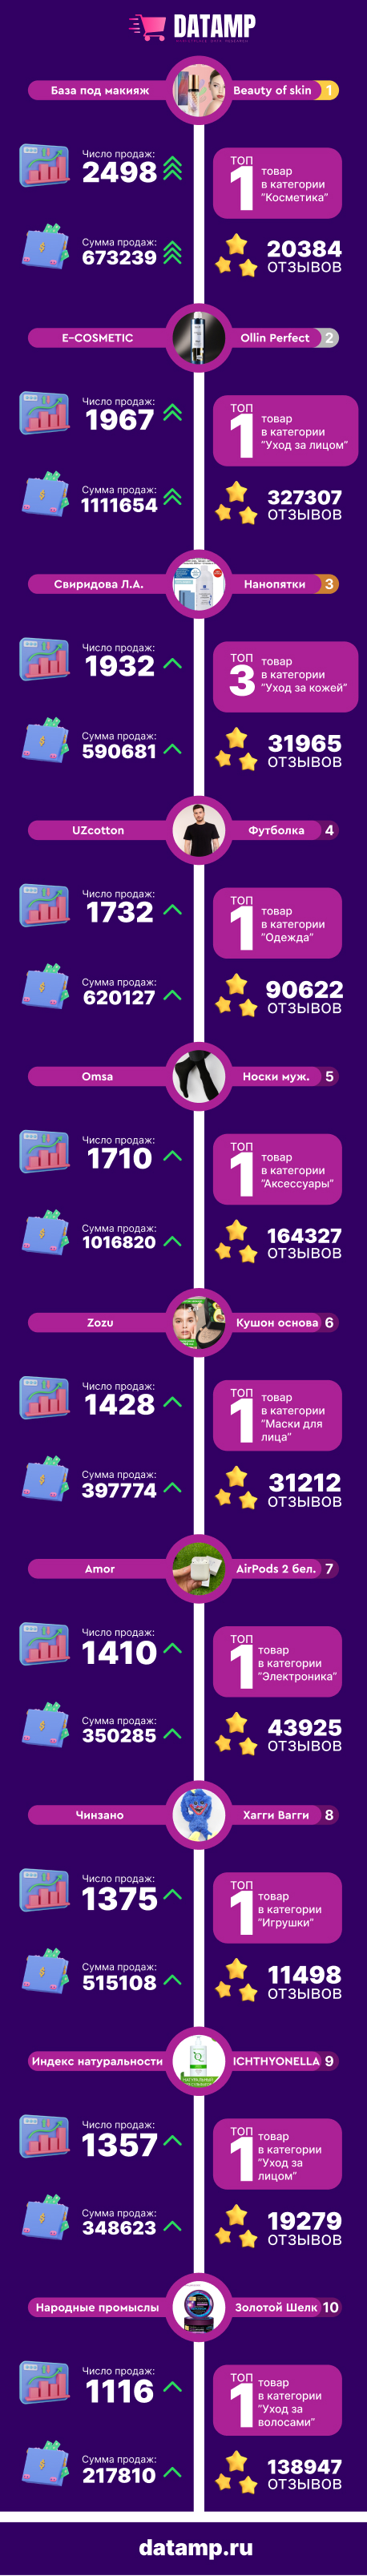 DATAMP
База под макияж
Beauty of skin 1
Число продаж:
2498
ТОП
1 товар
в категории
"Косметика"
Сумма продаж:
673239
20384
ОТЗЫВОВ
E-COSMETIC
Ollin Perfect 2
Число продаж:
1967
ТОП
1 товар
в категории
"Уход за лицом"
Сумма продаж:
1111654
327307
ОТЗЫВОВ
Свиридова Л.А.
Нанопятки 3
Число продаж:
1932
ТОП
3 товар
в категории
"Уход за кожей"
Сумма продаж:
590681
31965
ОТЗЫВОВ
UZcotton
Футболка 4
Число продаж:
1732
ТОП
1 товар
в категории
"Одежда"
Сумма продаж:
620127
90622
ОТЗЫВОВ
Omsa
Носки муж. 5
Число продаж:
1710
ТОП
1 товар
в категории
"Аксессуары"
Сумма продаж:
1016820
164327
ОТЗЫВОВ
Zozu
Кушон основа 6
Число продаж:
1428
ТОП
1 товар
в категории
"Маски для
лица"
Сумма продаж:
397774
31212
ОТЗЫВОВ
Amor
AirPods 2 бел. 7
Число продаж:
1410
ТОП
1 товар
в категории
"Электроника"
Сумма продаж:
350285
43925
ОТЗЫВОВ
Чинзано
Хагги Вагги 8
Число продаж:
1375
ТОП
1 товар
в категории
"Игрушки"
Сумма продаж:
515108
11498
ОТЗЫВОВ
Индекс натуральности
ICHTHYONELLA 9
Число продаж:
1357
ТОП
1 товар
в категории
"Уход за
лицом"
Сумма продаж:
348623
19279
ОТЗЫВОВ
Народные промыслы
Золотой Шелк 10
Число продаж:
1116
ТОП
1 товар
в категории
"Уход за
волосами"
Сумма продаж:
217810
138947
ОТЗЫВОВ
datamp.ru